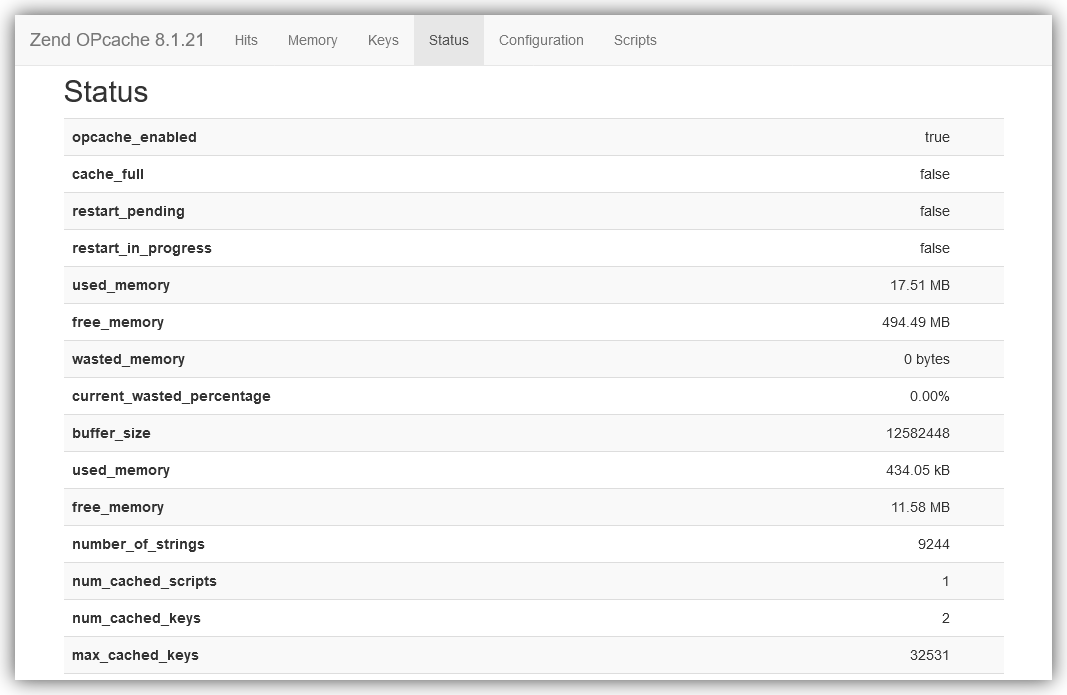 Zend OPcache 8.1.21 Hits Memory Keys Status Configuration Scripts
Status
opcache_enabled true
cache_full false
restart_pending false
restart_in_progress false
used_memory 17.51 MB
free_memory 494.49 MB
wasted_memory 0 bytes
current_wasted_percentage 0.00%
buffer_size 12582448
used_memory 434.05 kB
free_memory 11.58 MB
number_of_strings 9244
num_cached_scripts 1
num_cached_keys 2
max_cached_keys 32531